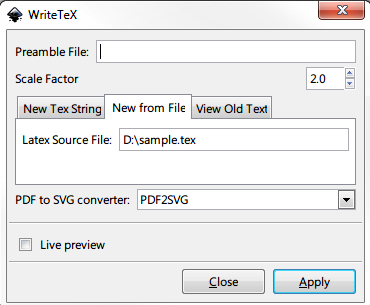 WriteTeX
Preamble File:
Scale Factor 2.0
New Tex String New from File View Old Text
Latex Source File: D:\sample.tex
PDF to SVG converter: PDF2SVG
Live preview
Close Apply